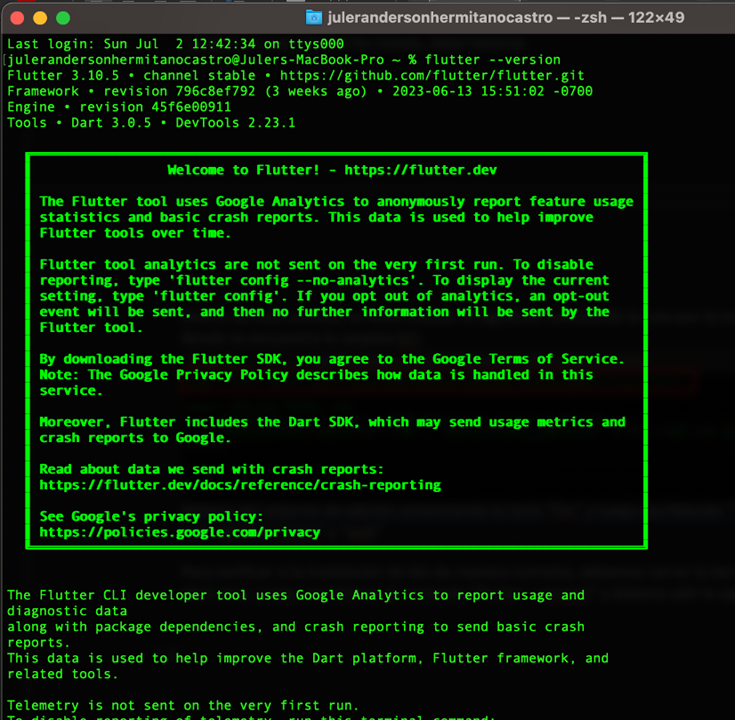 julerandersonhermitanocastro — -zsh — 122×49
Last login: Sun Jul  2 12:42:34 on ttys000
[julerandersonhermitanocastro@Julers-MacBook-Pro ~ % flutter --version
Flutter 3.10.5 • channel stable • https://github.com/flutter/flutter.git
Framework • revision 796c8ef792 (3 weeks ago) • 2023-06-13 15:51:02 -0700
Engine • revision 45f6e00911
Tools • Dart 3.0.5 • DevTools 2.23.1
Welcome to Flutter! - https://flutter.dev
The Flutter tool uses Google Analytics to anonymously report feature usage
statistics and basic crash reports. This data is used to help improve
Flutter tools over time.
Flutter tool analytics are not sent on the very first run. To disable
reporting, type 'flutter config --no-analytics'. To display the current
setting, type 'flutter config'. If you opt out of analytics, an opt-out
event will be sent, and then no further information will be sent by the
Flutter tool.
By downloading the Flutter SDK, you agree to the Google Terms of Service.
Note: The Google Privacy Policy describes how data is handled in this
service.
Moreover, Flutter includes the Dart SDK, which may send usage metrics and
crash reports to Google.
Read about data we send with crash reports:
https://flutter.dev/docs/reference/crash-reporting
See Google's privacy policy:
https://policies.google.com/privacy
The Flutter CLI developer tool uses Google Analytics to report usage and
diagnostic data
along with package dependencies, and crash reporting to send basic crash
reports.
This data is used to help improve the Dart platform, Flutter framework, and
related tools.
Telemetry is not sent on the very first run.
To disable reporting of telemetry, run this terminal command: